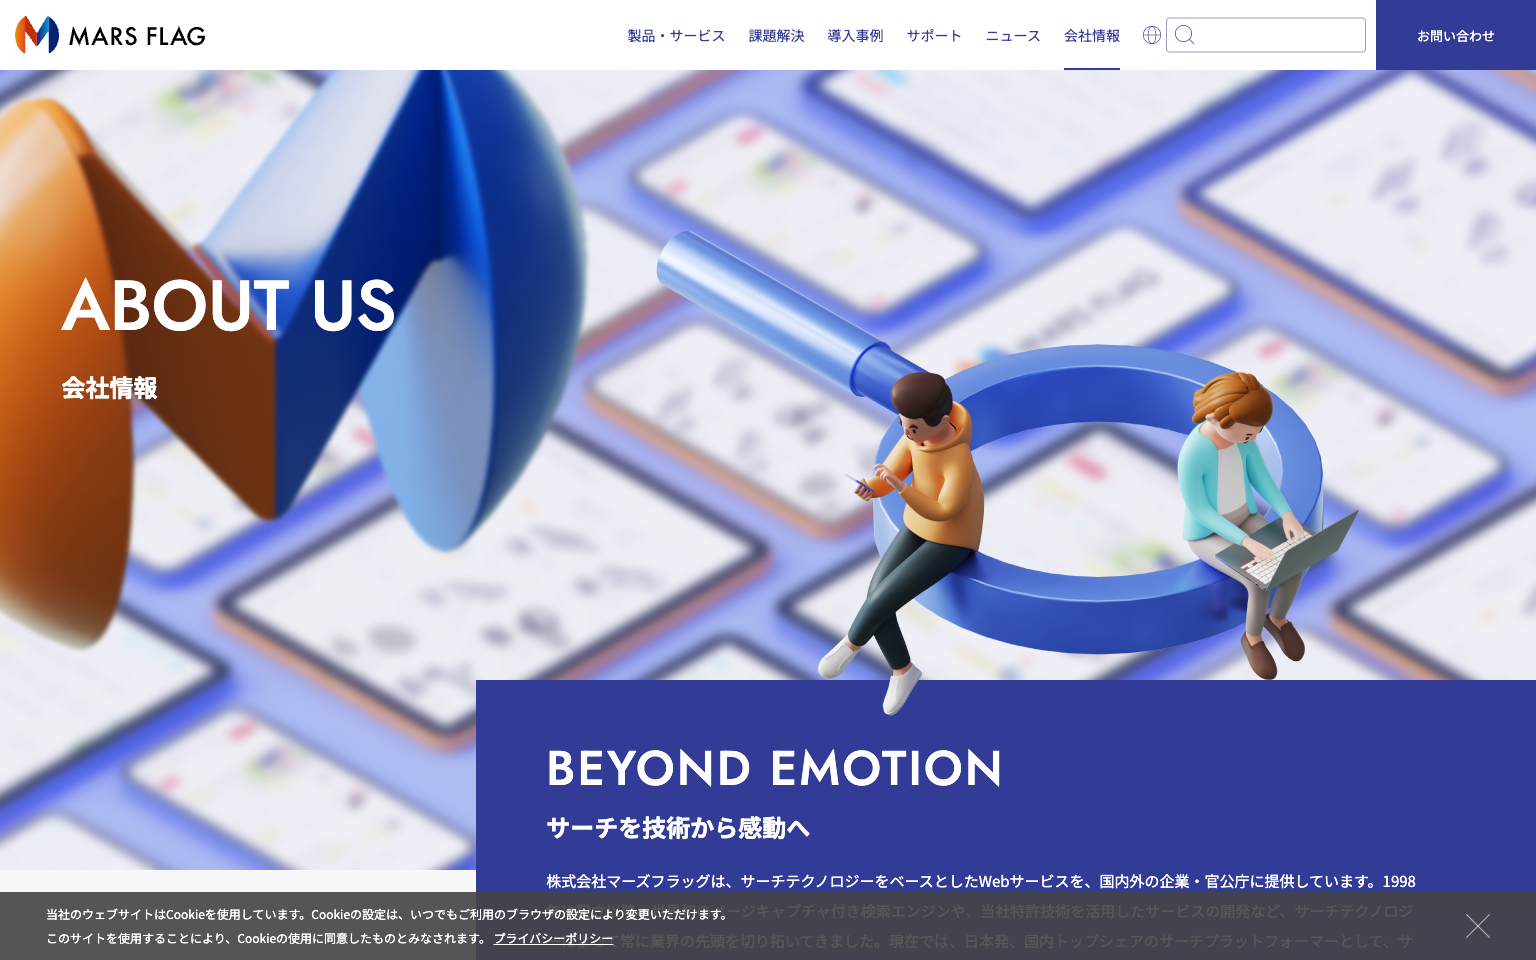 MARS FLAG
製品・サービス 課題解決 導入事例 サポート ニュース 会社情報 お問い合わせ
ABOUT US
会社情報
BEYOND EMOTION
サーチを技術から感動へ
株式会社マーズフラッグは、サーチテクノロジーをベースとしたWebサービスを、国内外の企業・官公庁に提供しています。1998
ページキャプチャ付き検索エンジンや、当社特許技術を活用したサービスの開発など、サーチテクノロジ
常に業界の先頭を切り拓いてきました。現在では、日本発、国内トップシェアのサーチプラットフォーマーとして、サ
当社のウェブサイトはCookieを使用しています。Cookieの設定は、いつでもご利用のブラウザの設定により変更いただけます。
このサイトを使用することにより、Cookieの使用に同意したものとみなされます。 プライバシーポリシー